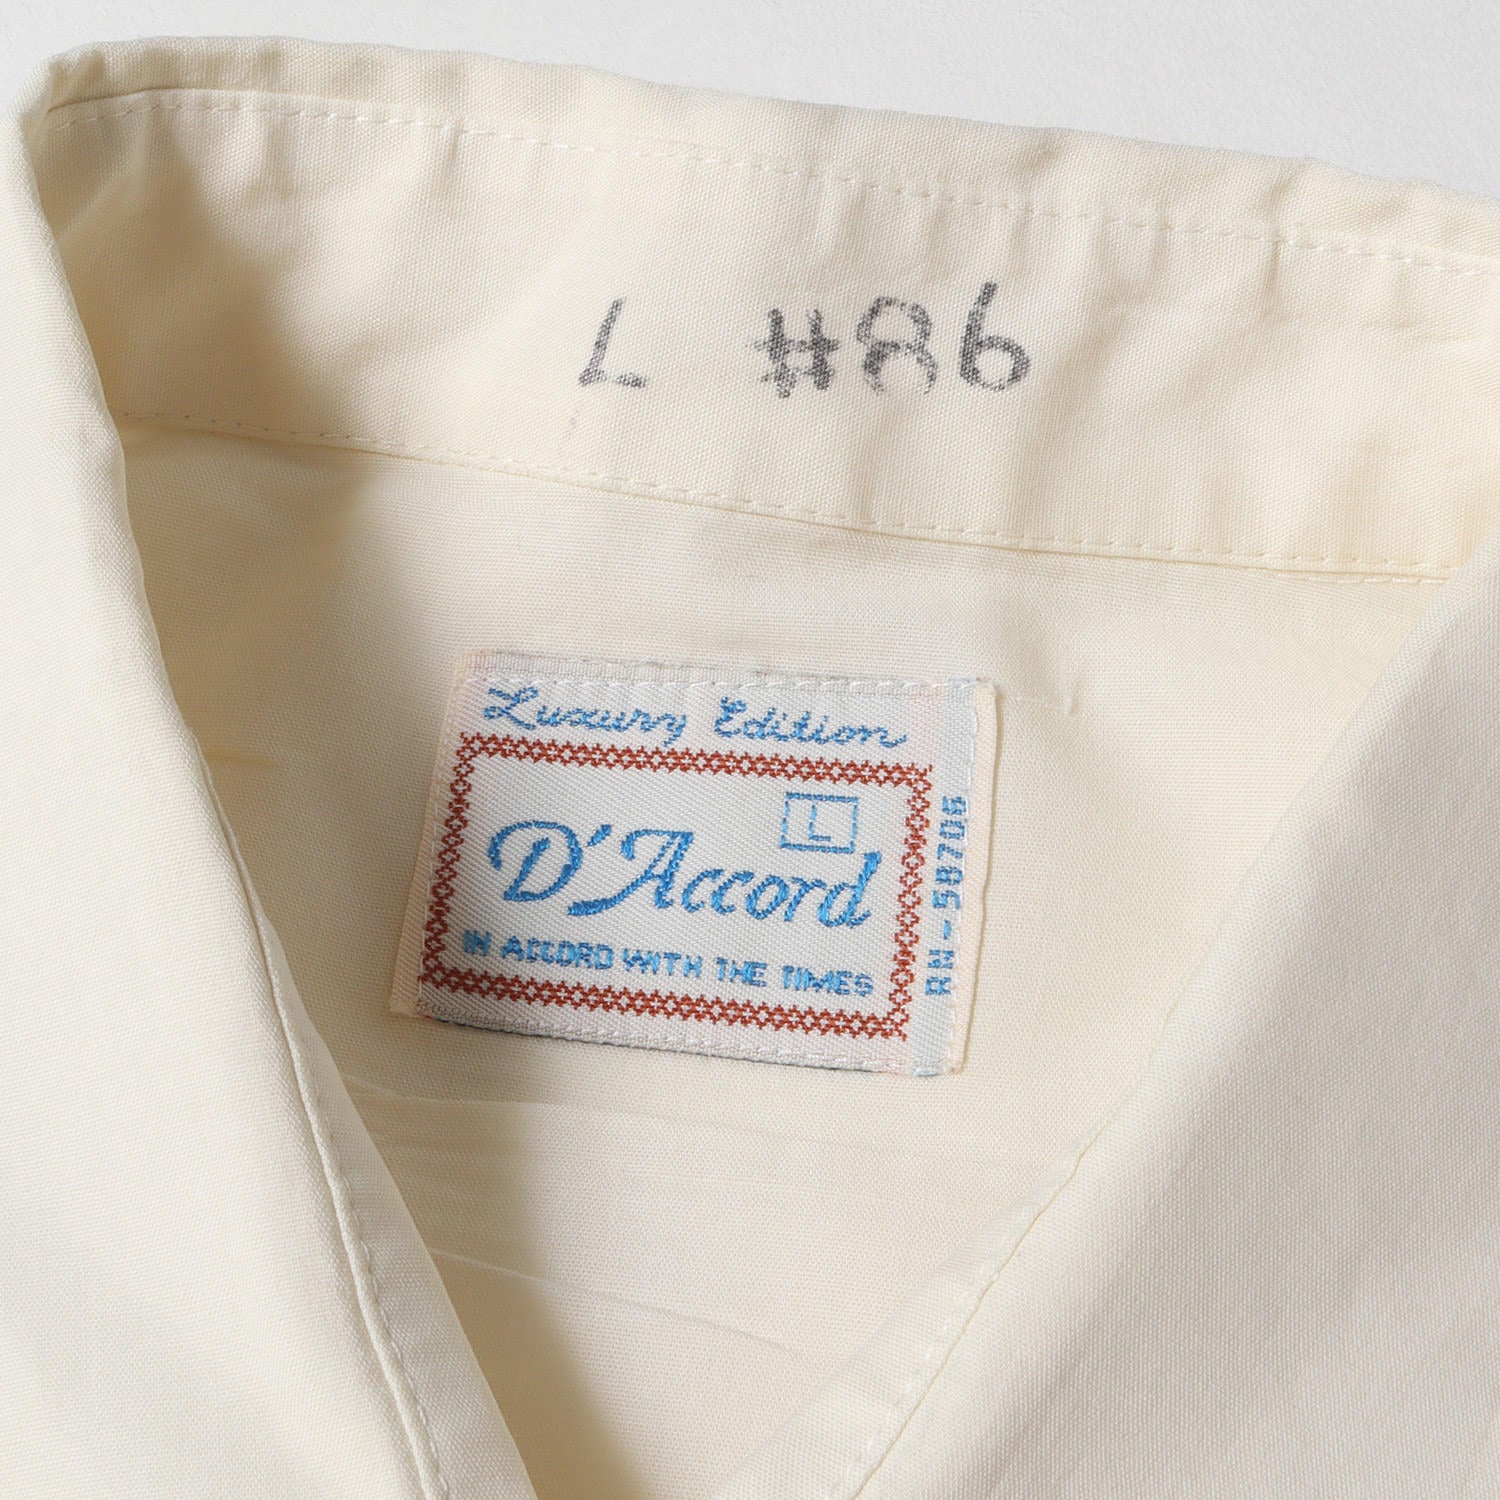 L #86
Luxury Edition
L
D'Accord
IN ACCORD WITH THE TIMES
RN-58706